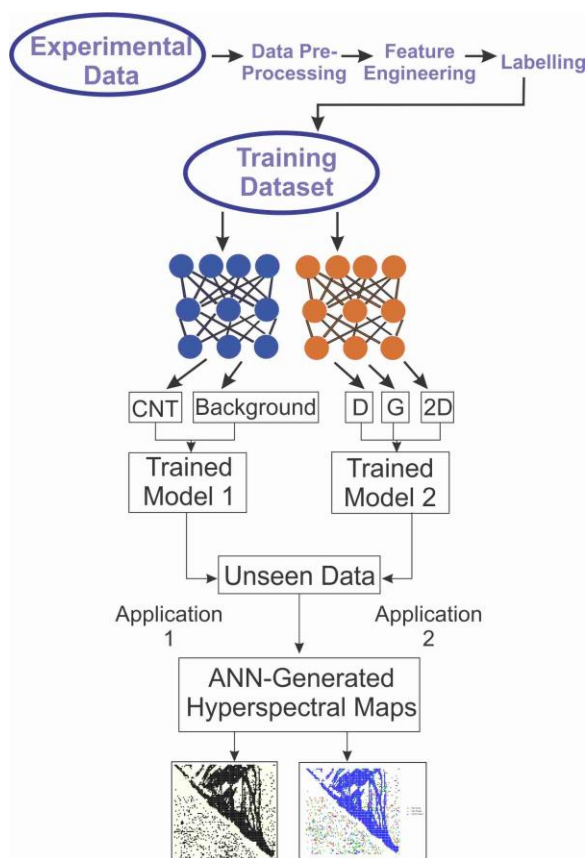 Experimental
Data
Data Pre-
Processing
Feature
Engineering
Labelling
Training
Dataset
CNT
Background
D
G
2D
Trained
Model 1
Trained
Model 2
Unseen Data
Application
1
Application
2
ANN-Generated
Hyperspectral Maps